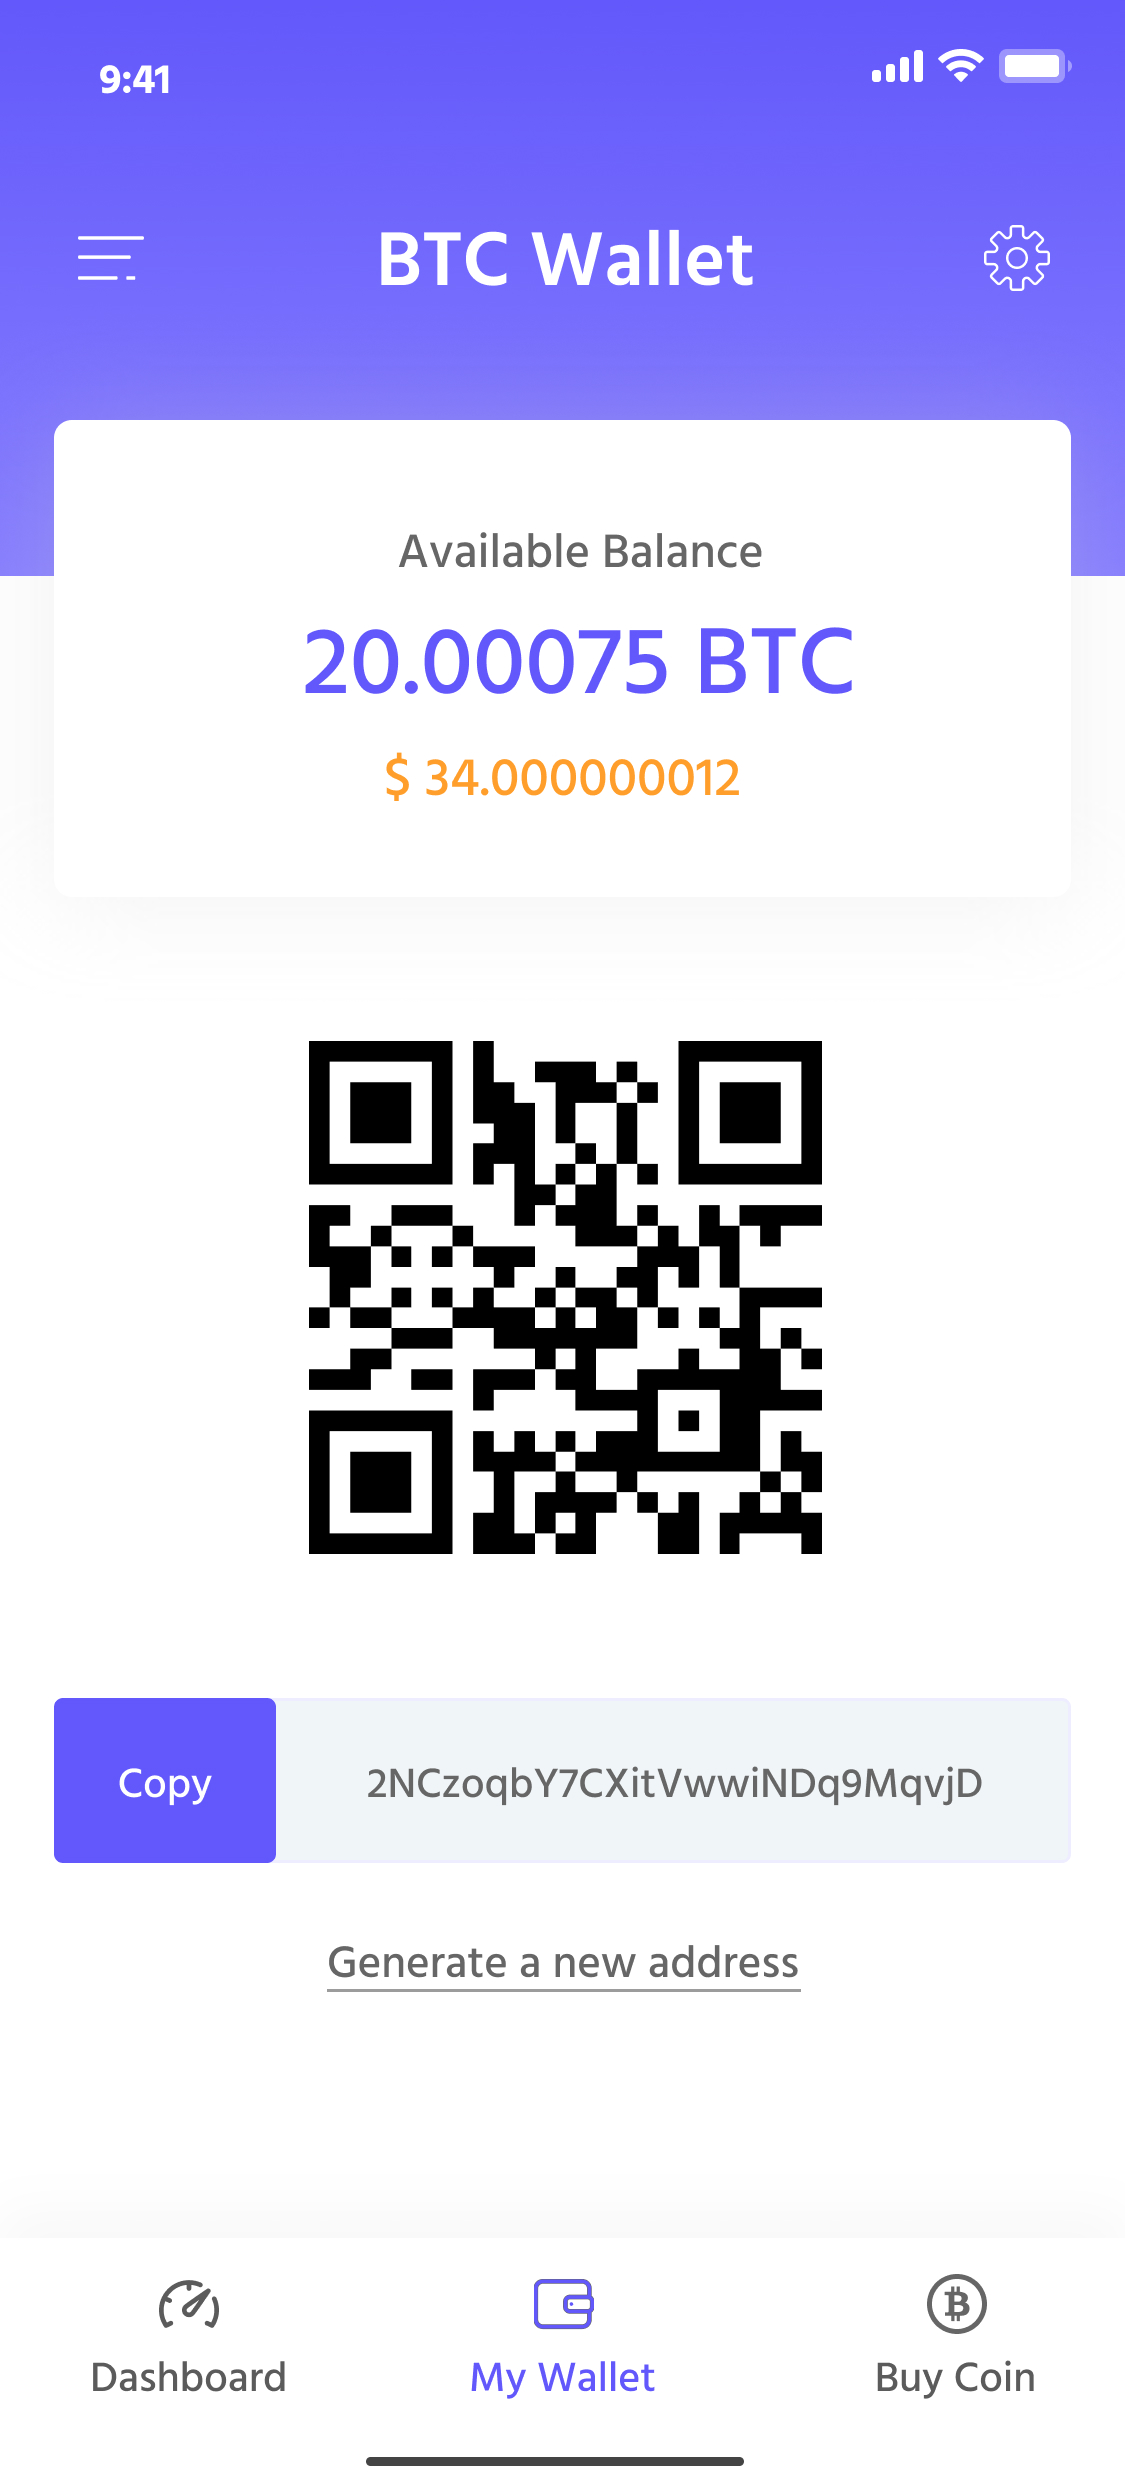 9:41
BTC Wallet
Available Balance
20.00075 BTC
$ 34.000000012
Copy
2NCzoqbY7CXitVwwiNDq9MqvjD
Generate a new address
Dashboard
My Wallet
Buy Coin